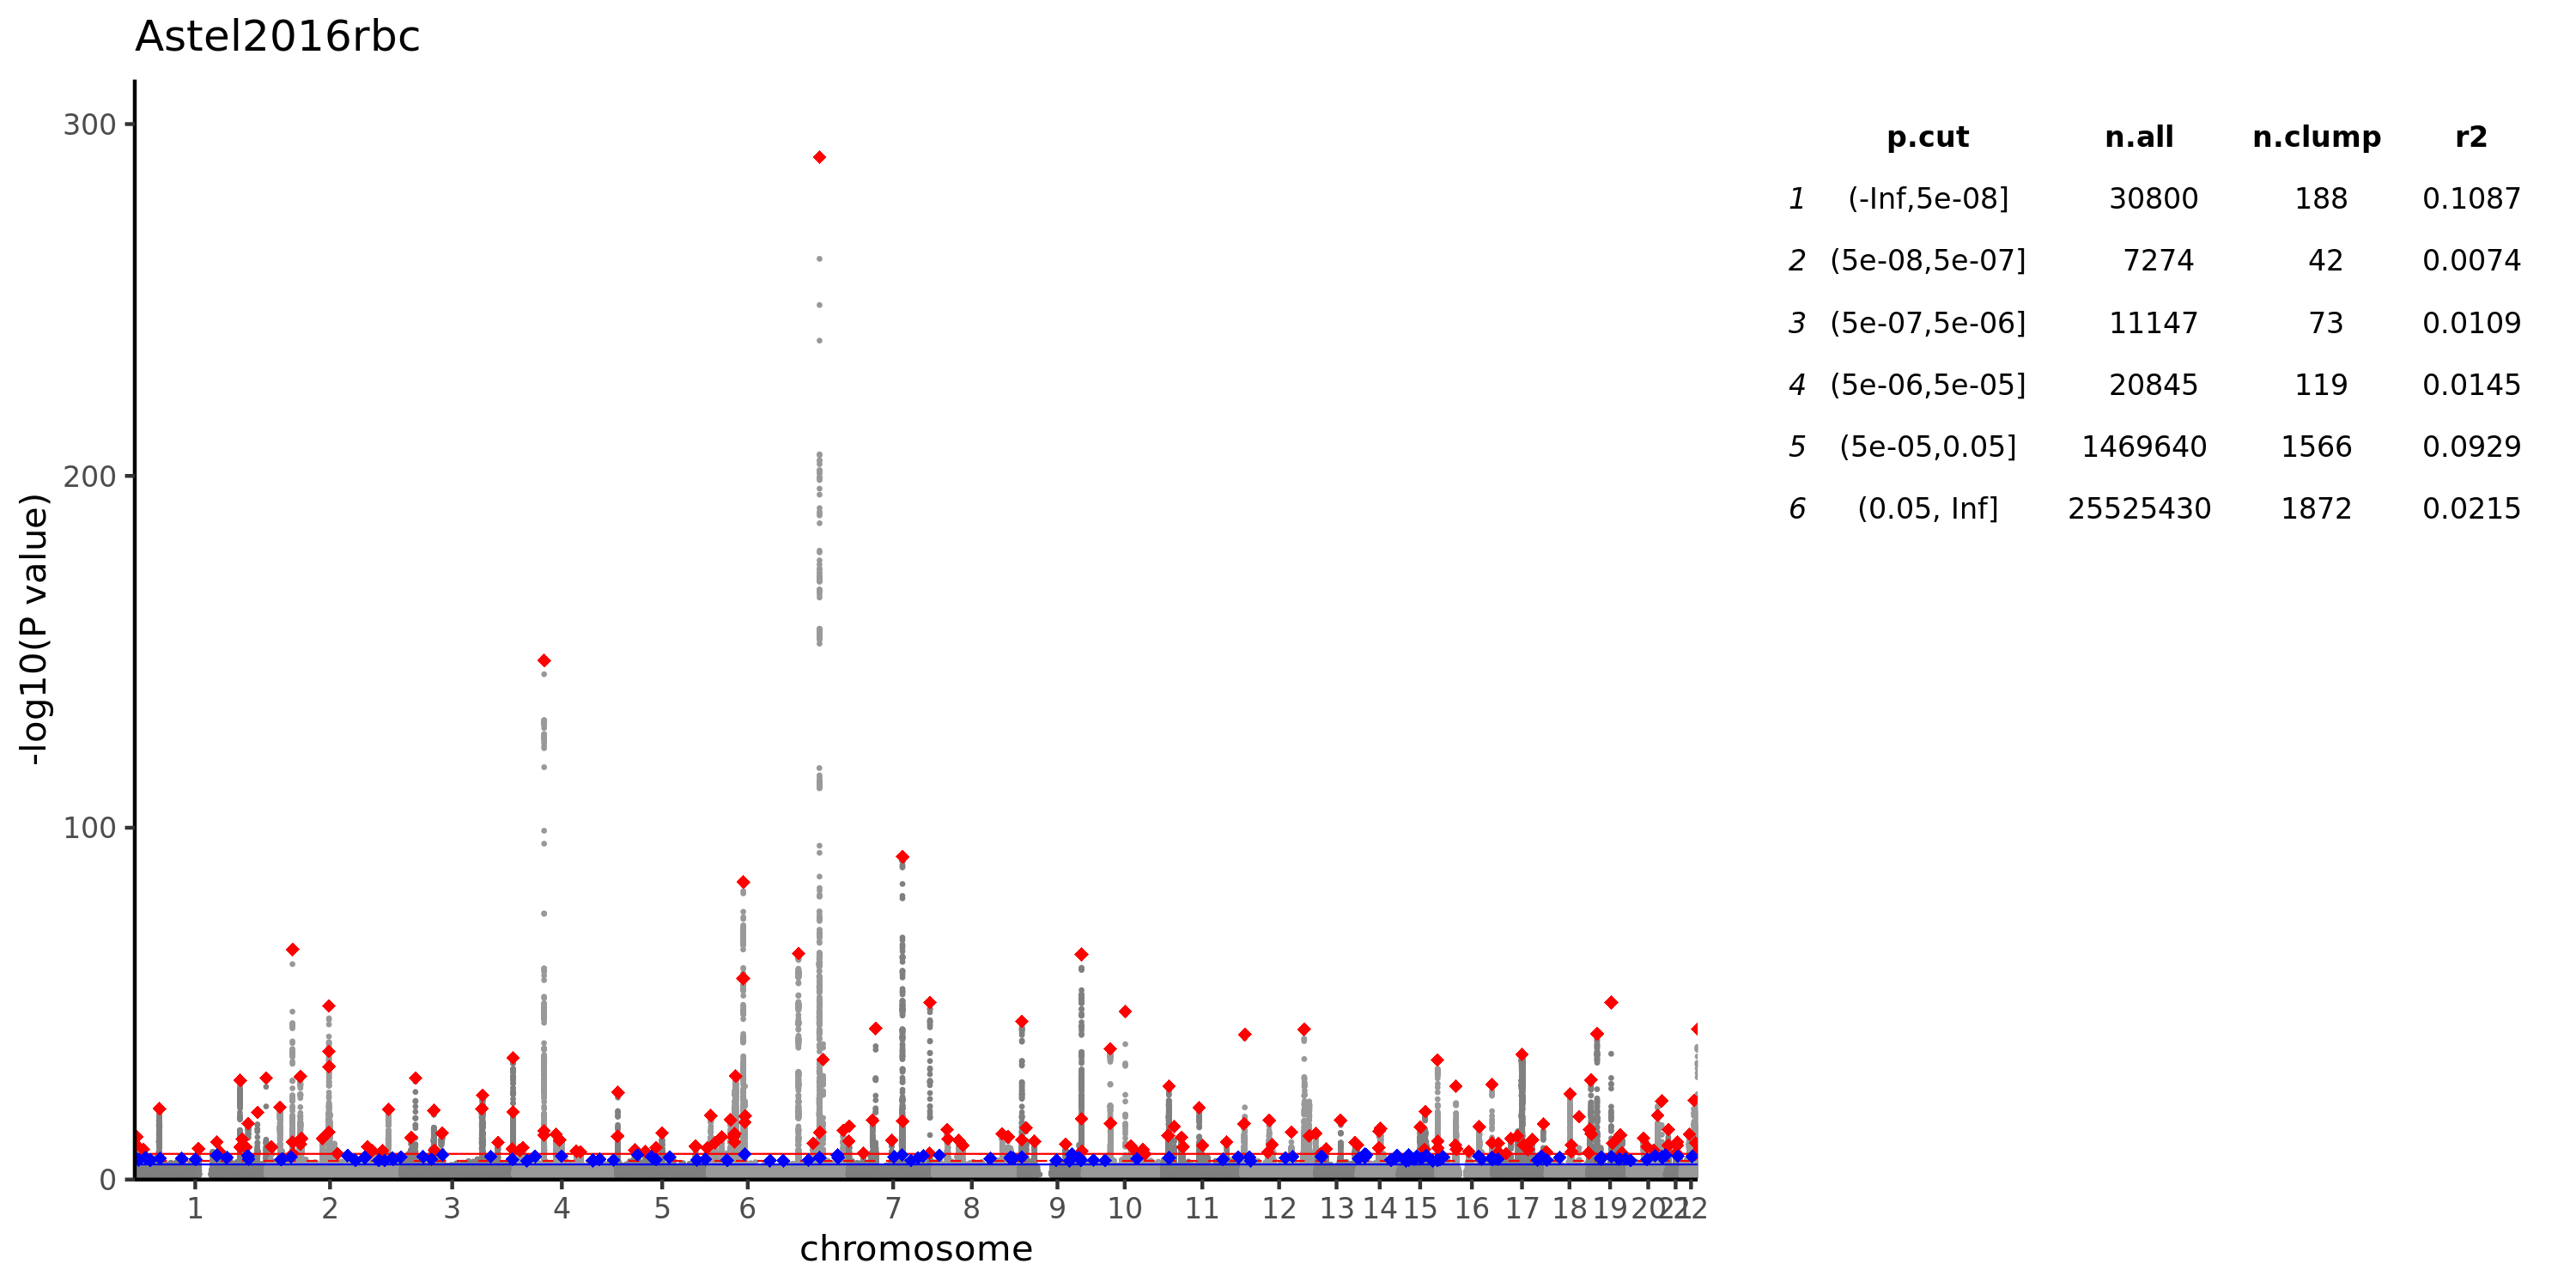 Astel2016rbc
300
200
100
0
-log10(P value)
1 2 3 4 5 6 7 8 9 10 11 12 13 14 15 16 17 18 19 20 21 22
chromosome
p.cut n.all n.clump r2
1 (-Inf,5e-08] 30800 188 0.1087
2 (5e-08,5e-07] 7274 42 0.0074
3 (5e-07,5e-06] 11147 73 0.0109
4 (5e-06,5e-05] 20845 119 0.0145
5 (5e-05,0.05] 1469640 1566 0.0929
6 (0.05, Inf] 25525430 1872 0.0215